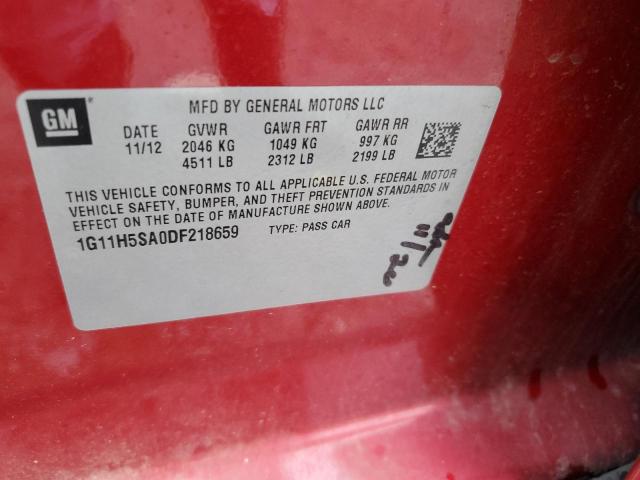 GM
MFD BY GENERAL MOTORS LLC
DATE GVWR GAWR FRT GAWR RR
11/12 2046 KG 1049 KG 997 KG
4511 LB 2312 LB 2199 LB
THIS VEHICLE CONFORMS TO ALL APPLICABLE U.S. FEDERAL MOTOR
VEHICLE SAFETY, BUMPER, AND THEFT PREVENTION STANDARDS IN
EFFECT ON THE DATE OF MANUFACTURE SHOWN ABOVE.
1G11H5SA0DF218659 TYPE: PASS CAR